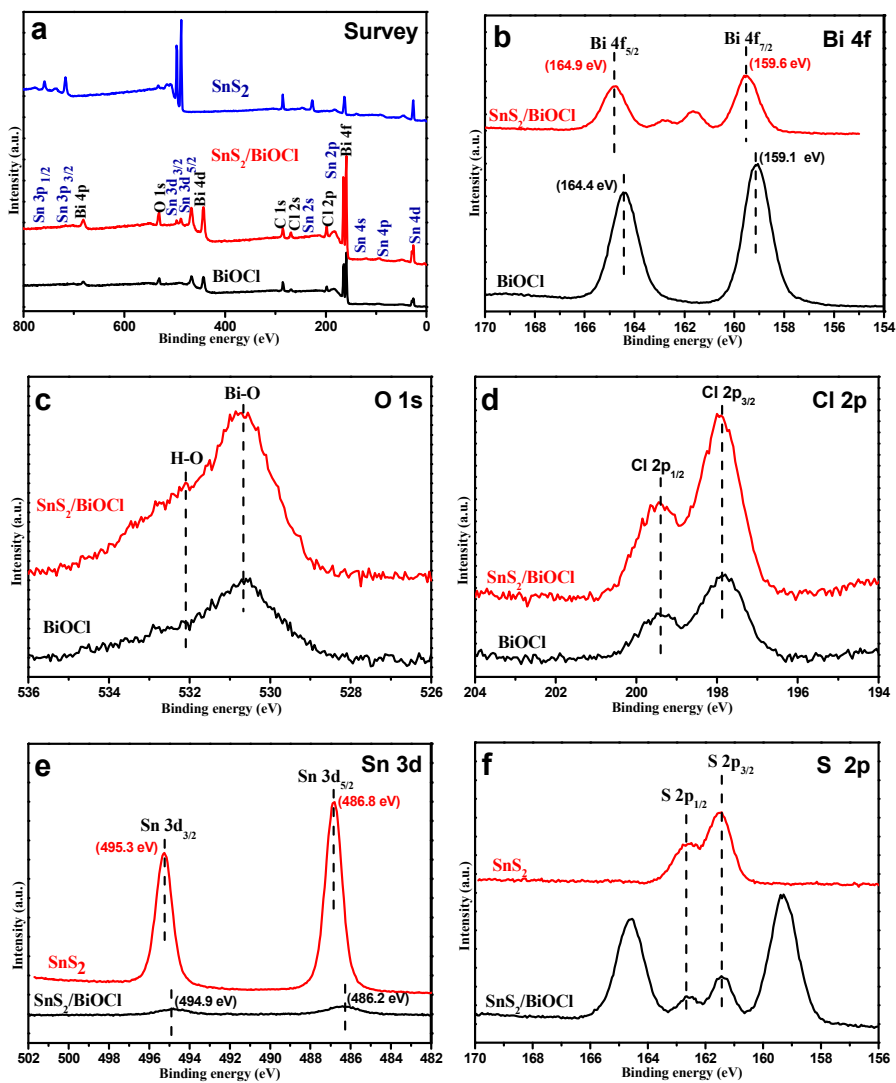 a
Survey
SnS2
SnS2/BiOCl
BiOCl
Sn 3p1/2
Sn 3p3/2
Bi 4p
O 1s
Sn 3d3/2
Sn 3d5/2
Bi 4d
C 1s
Cl 2s
Sn 2s
Cl 2p
Sn 2p
Bi 4f
Sn 4s
Sn 4p
Sn 4d
Intensity (a.u.)
800 600 400 200 0
Binding energy (eV)
b
Bi 4f
Bi 4f5/2 Bi 4f7/2
(164.9 eV) (159.6 eV)
SnS2/BiOCl
(164.4 eV) (159.1 eV)
BiOCl
Intensity (a.u.)
170 168 166 164 162 160 158 156 154
Binding energy (eV)
c
O 1s
Bi-O
H-O
SnS2/BiOCl
BiOCl
Intensity (a.u.)
536 534 532 530 528 526
Binding energy (eV)
d
Cl 2p
Cl 2p3/2
Cl 2p1/2
SnS2/BiOCl
BiOCl
Intensity (a.u.)
204 202 200 198 196 194
Binding energy (eV)
e
Sn 3d
Sn 3d5/2
(486.8 eV)
Sn 3d3/2
(495.3 eV)
SnS2
SnS2/BiOCl
(494.9 eV) (486.2 eV)
Intensity (a.u.)
502 500 498 496 494 492 490 488 486 484 482
Binding energy (eV)
f
S 2p
S 2p3/2
S 2p1/2
SnS2
SnS2/BiOCl
Intensity (a.u.)
170 168 166 164 162 160 158 156
Binding energy (eV)